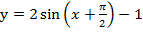 y = 2 sin (x + π/2) − 1